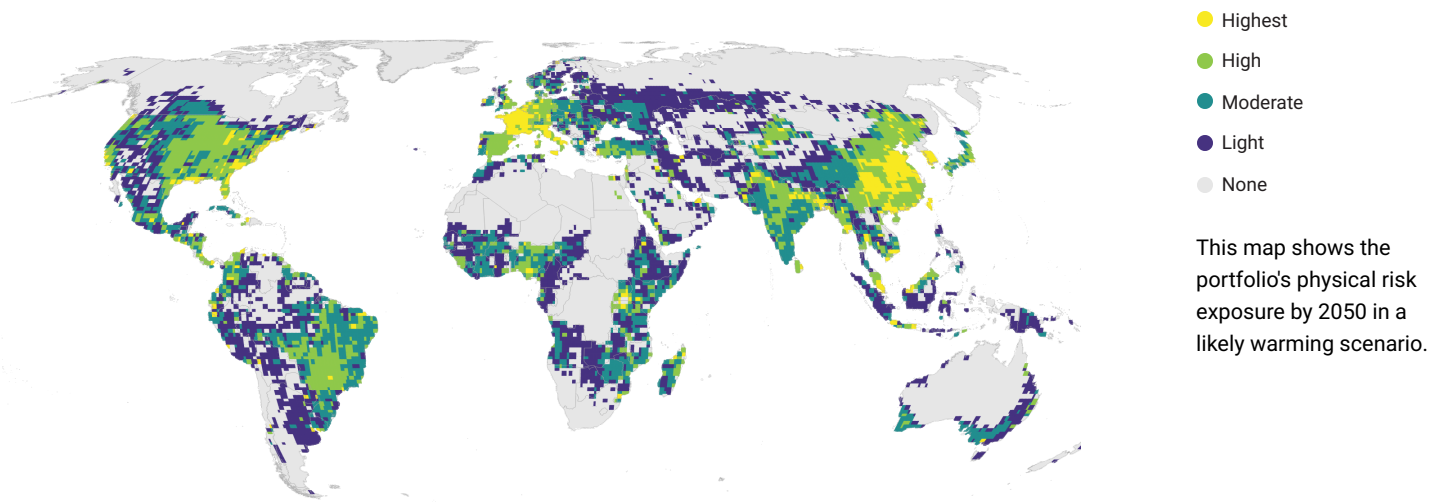 Highest
High
Moderate
Light
None
This map shows the
portfolio's physical risk
exposure by 2050 in a
likely warming scenario.